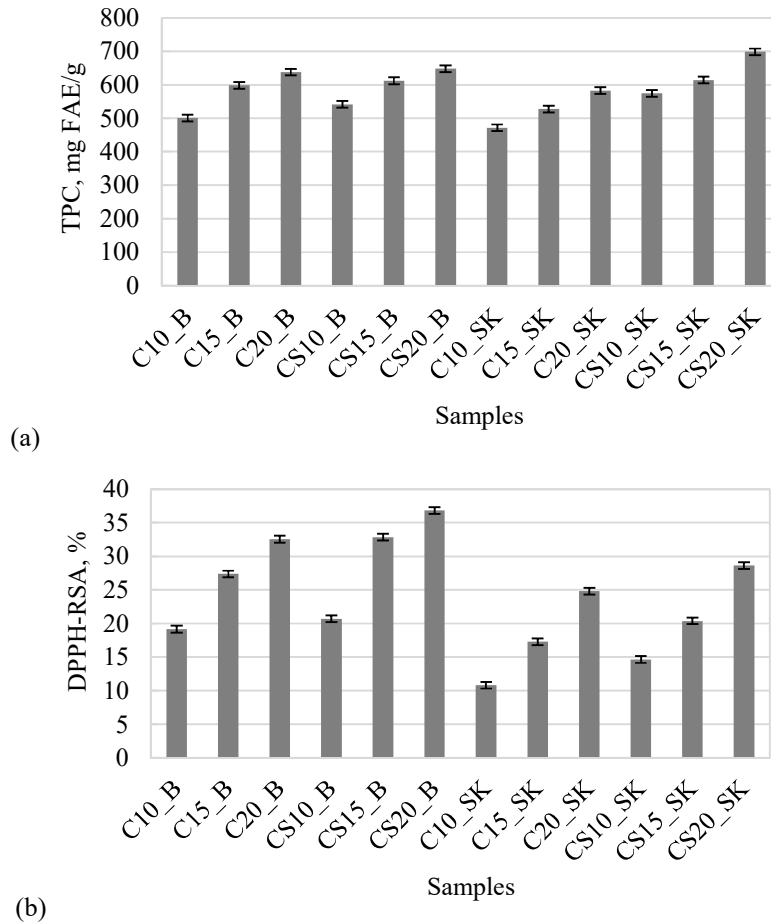 800
700
600
500
400
300
200
100
0
TPC, mg FAE/g
C10_B
C15_B
C20_B
CS10_B
CS15_B
CS20_B
C10_SK
C15_SK
C20_SK
CS10_SK
CS15_SK
CS20_SK
Samples
(a)
40
35
30
25
20
15
10
5
0
DPPH-RSA, %
C10_B
C15_B
C20_B
CS10_B
CS15_B
CS20_B
C10_SK
C15_SK
C20_SK
CS10_SK
CS15_SK
CS20_SK
Samples
(b)